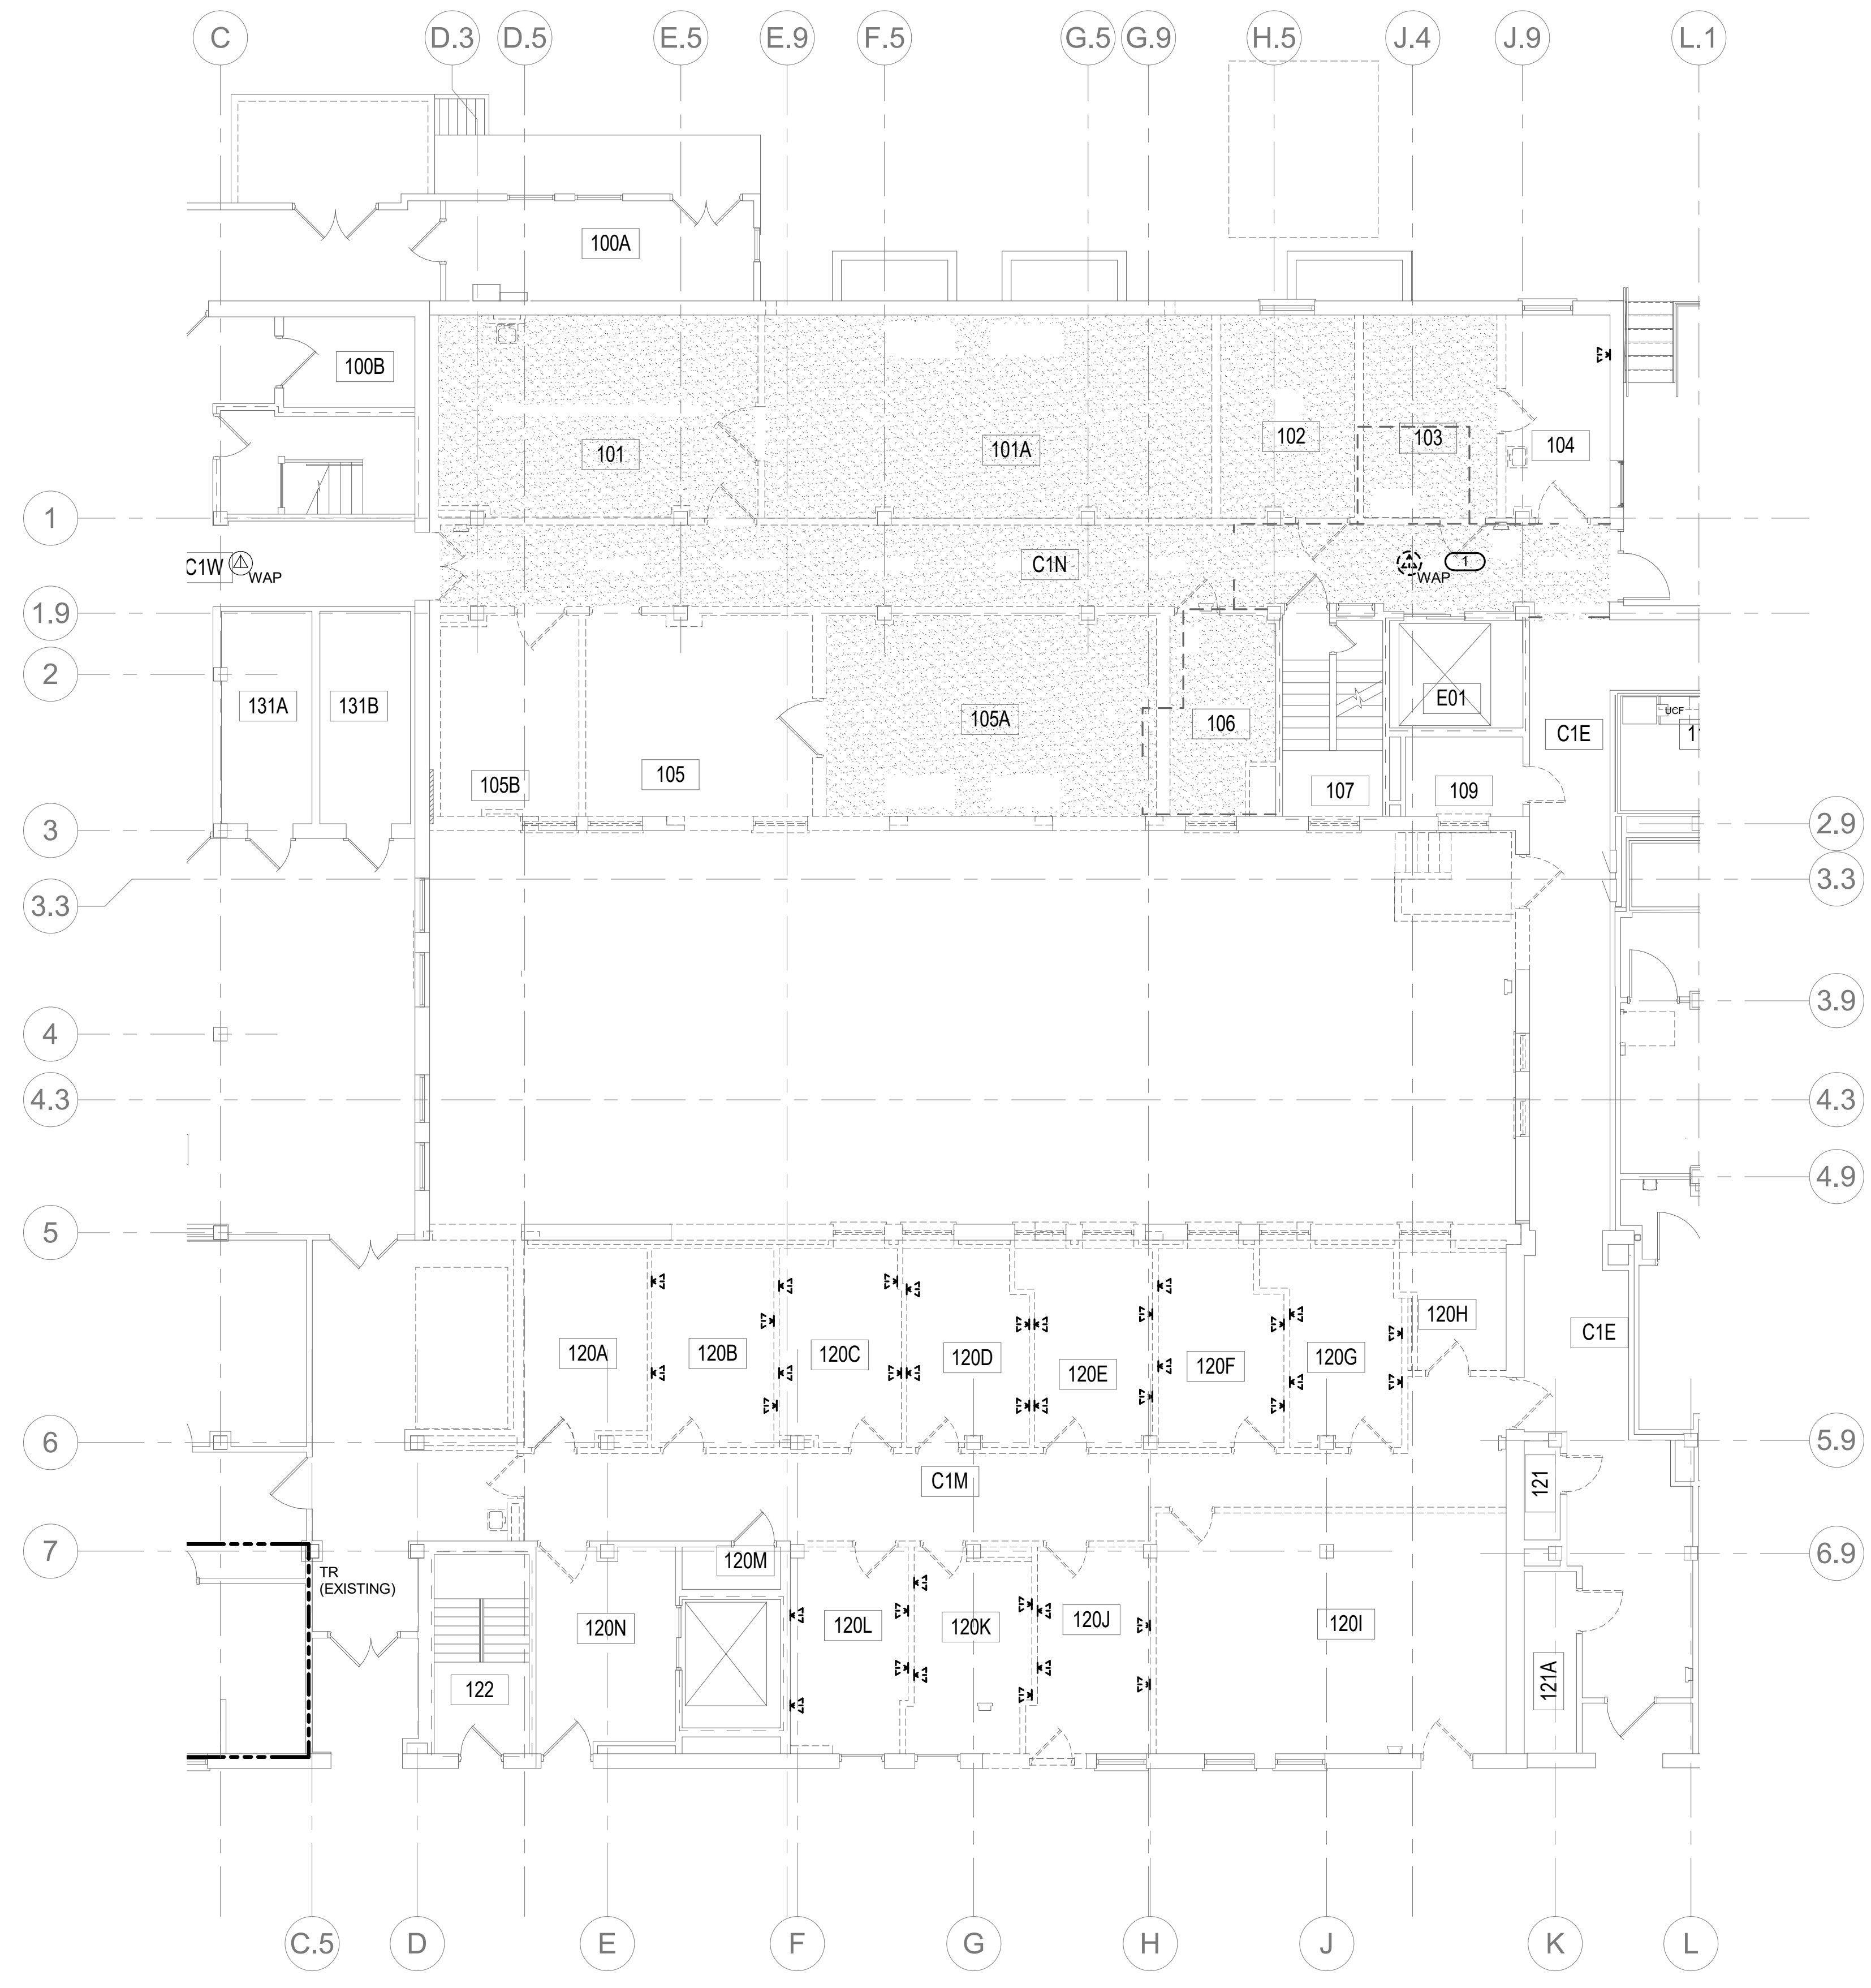 C D.3 D.5 E.5 E.9 F.5 G.5 G.9 H.5 J.4 J.9 L.1
100A
100B
101 101A 102 103 104
1
C1W WAP C1N WAP 1
1.9
2
131A 131B 105B 105 105A 106 107 E01 109 C1E UCF
3 2.9
3.3 3.3
4 3.9
4.3 4.3
4.9
5
120A 120B 120C 120D 120E 120F 120G 120H C1E
6 5.9
C1M 121
7 6.9
TR
(EXISTING)
120M
122 120N 120L 120K 120J 120I 121A
C.5 D E F G H J K L